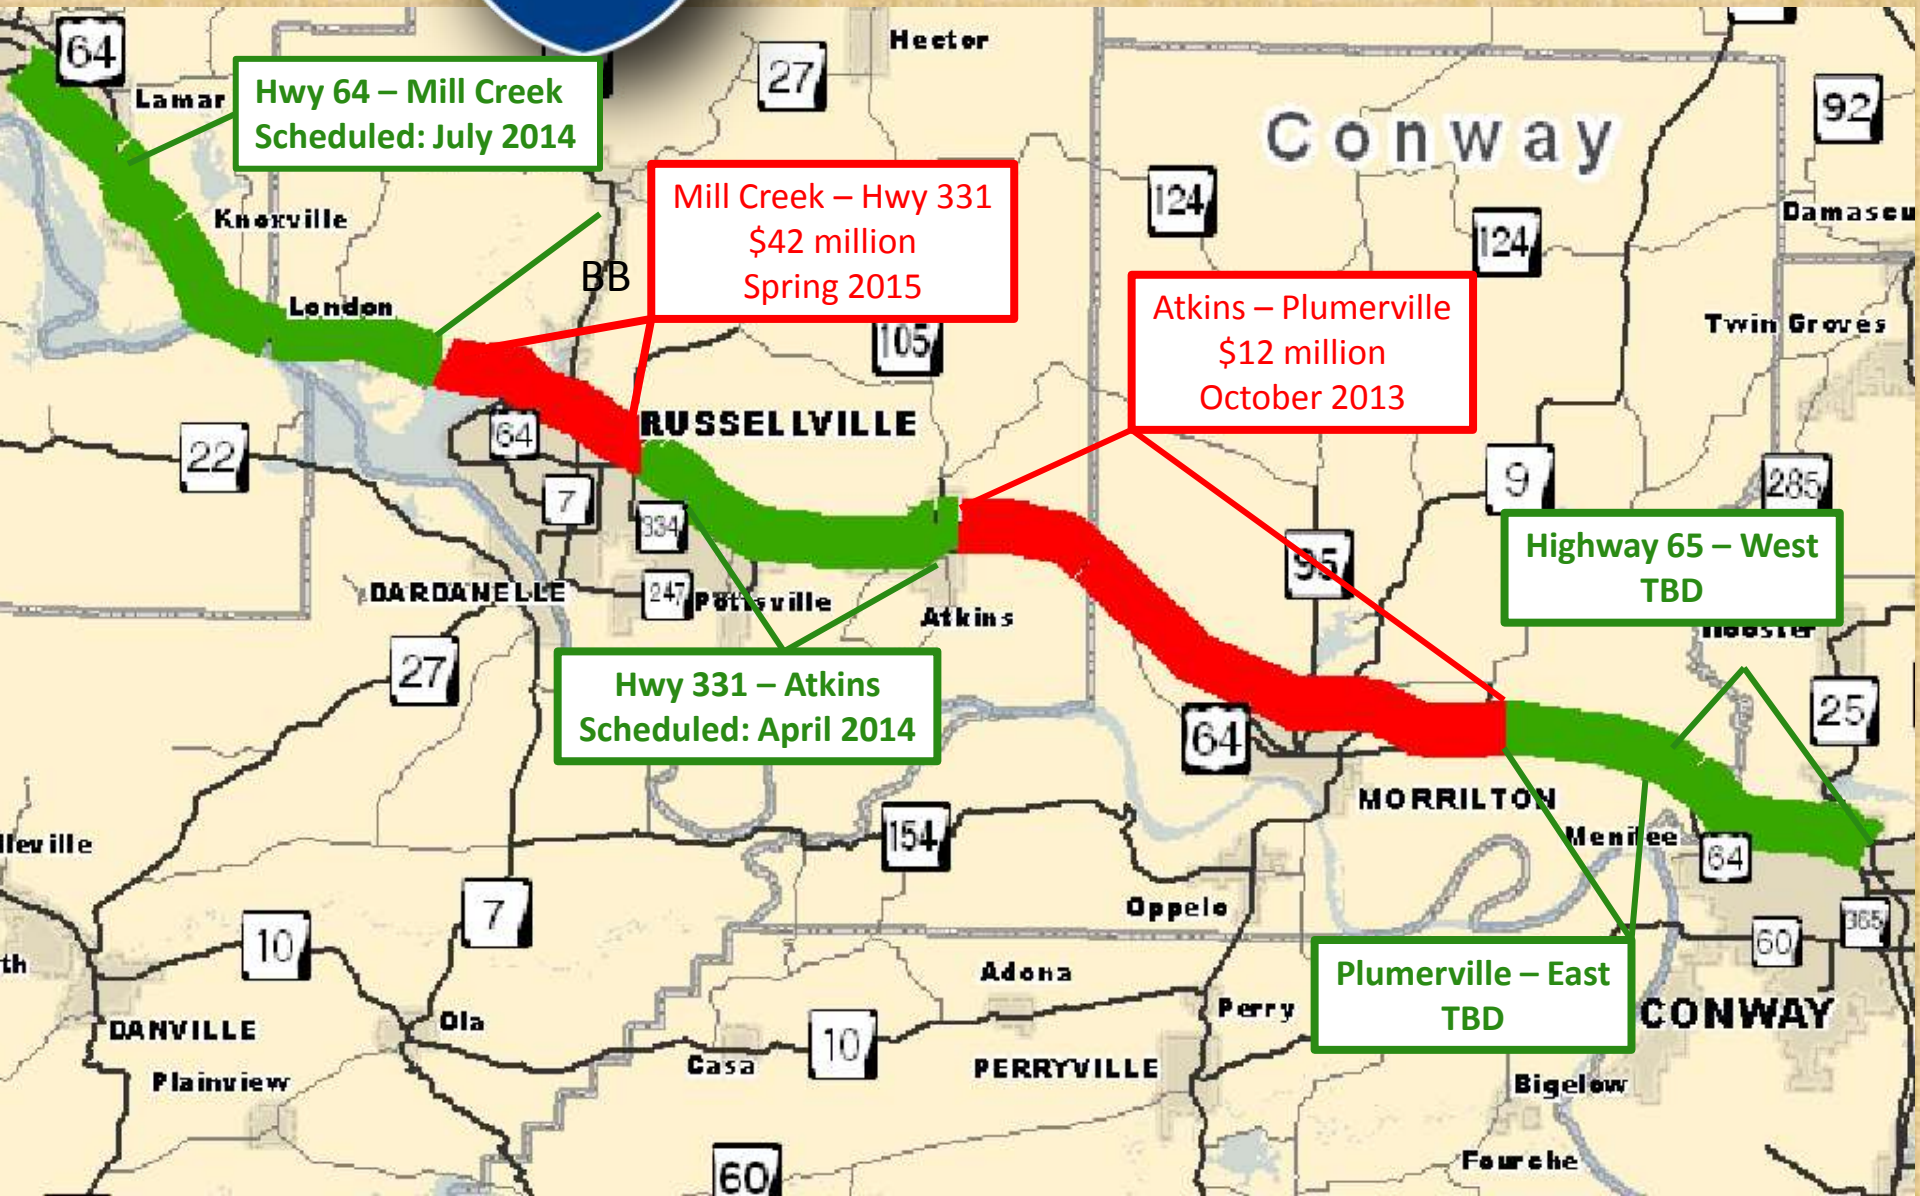 64
Hector
27
Lamar
Hwy 64 – Mill Creek
Scheduled: July 2014
92
Conway
Mill Creek – Hwy 331
$42 million
Spring 2015
124
124
Damascu
Knoxville
BB
London
Atkins – Plumerville
$12 million
October 2013
105
Twin Groves
RUSSELLVILLE
64
22
7
334
9
285
95
Highway 65 – West
TBD
DARDANELLE
247
Pottsville
Atkins
27
Hwy 331 – Atkins
Scheduled: April 2014
25
64
MORRILTON
Menifee
64
lleville
154
7
10
Oppelo
365
60
th
Adona
Perry
Plumerville – East
TBD
CONWAY
DANVILLE
Ola
Casa
10
PERRYVILLE
Plainview
Bigelow
Fourche
60